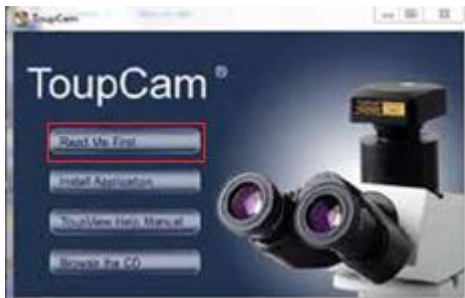 ToupCam
ToupCam ®
Read Me First
Install Application
ToupView Help Manual
Browse the CD